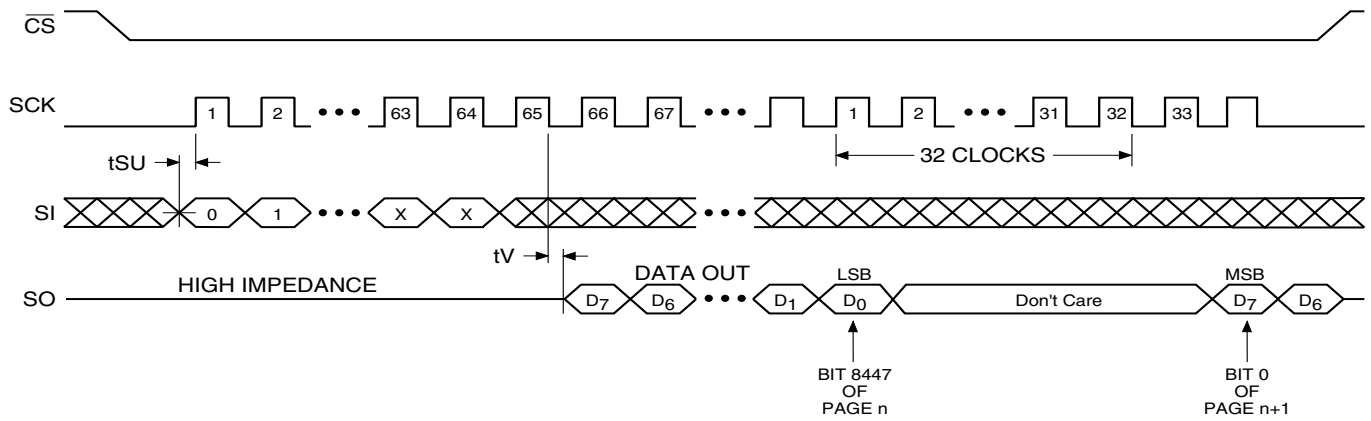 CS
SCK 1 2 ••• 63 64 65 66 67 ••• 1 2 ••• 31 32 33
tSU 32 CLOCKS
SI 0 1 ••• X X •••
tV
SO HIGH IMPEDANCE DATA OUT LSB MSB
D7 D6 ••• D1 D0 Don't Care D7 D6
BIT 8447
OF
PAGE n
BIT 0
OF
PAGE n+1